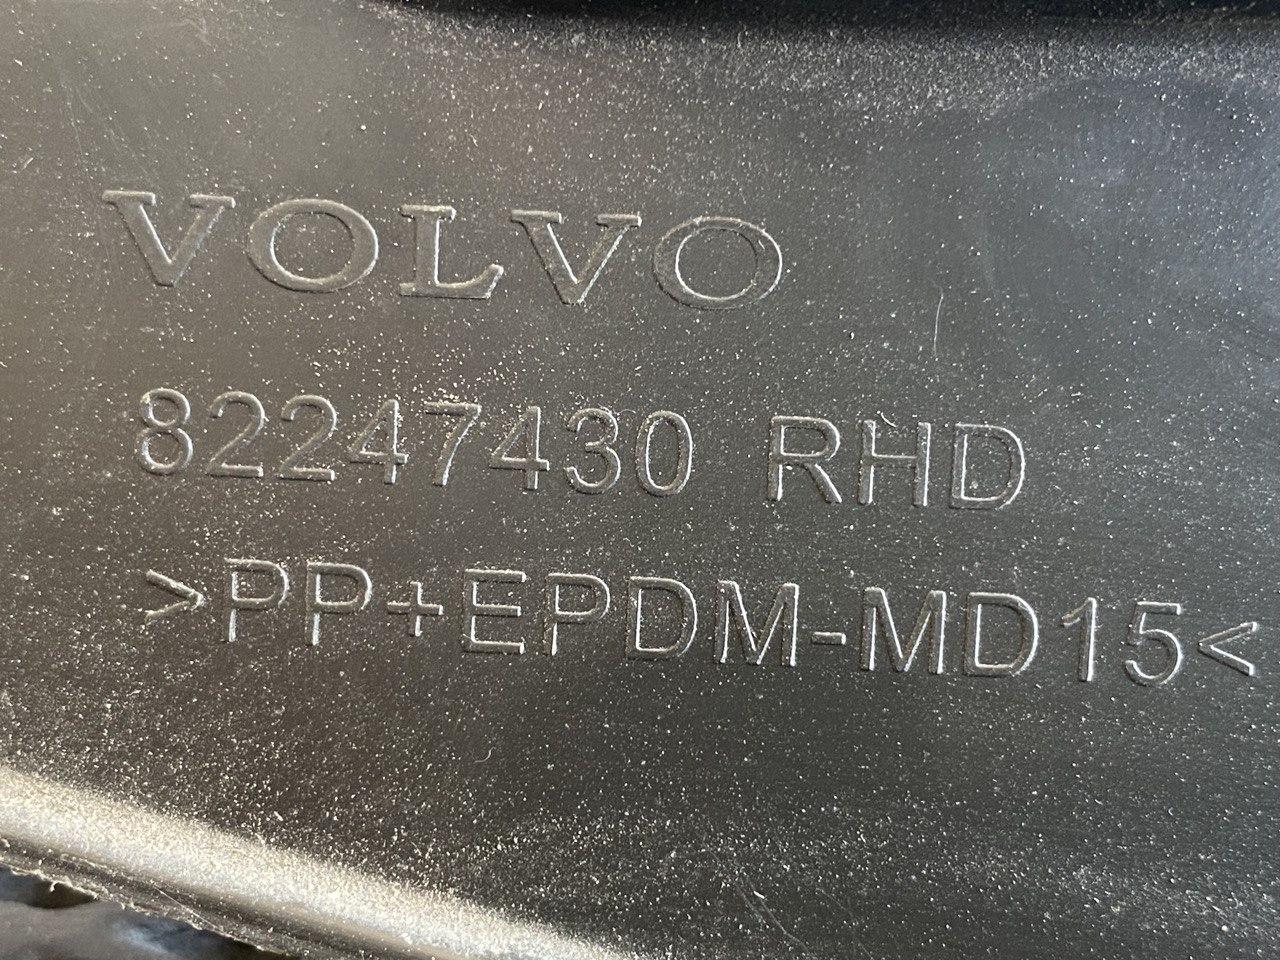 VOLVO
82247430 RHD
>PP+EPDM-MD15<